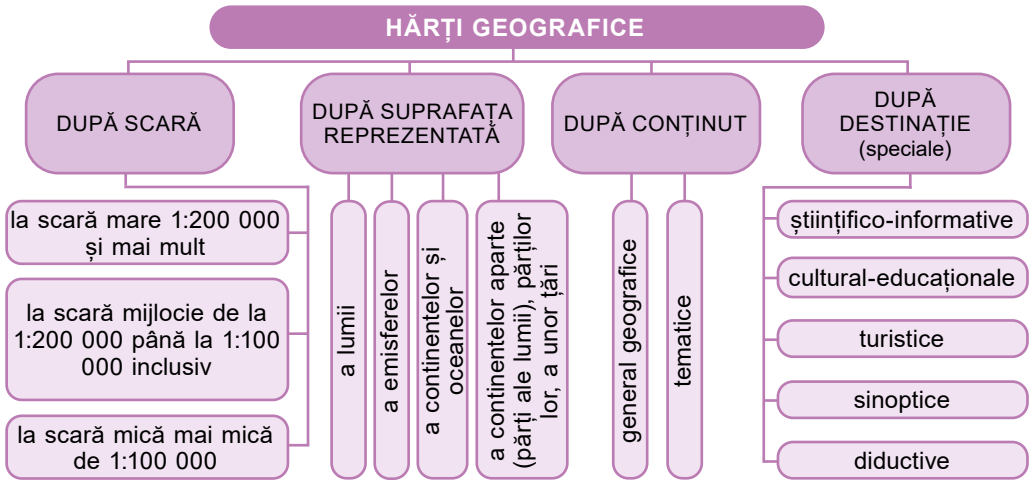 HĂRȚI GEOGRAFICE
DUPĂ SCARĂ
la scară mare 1:200 000
și mai mult
la scară mijlocie de la
1:200 000 până la 1:100
000 inclusiv
la scară mică mai mică
de 1:100 000
DUPĂ SUPRAFAȚA
REPREZENTATĂ
a lumii
a emisferelor
a continentelor și
oceanelor
a continentelor aparte
(părți ale lumii), părților
lor, a unor țări
DUPĂ CONȚINUT
general geografice
tematice
DUPĂ
DESTINAȚIE
(speciale)
științifico-informative
cultural-educaționale
turistice
sinoptice
diductive